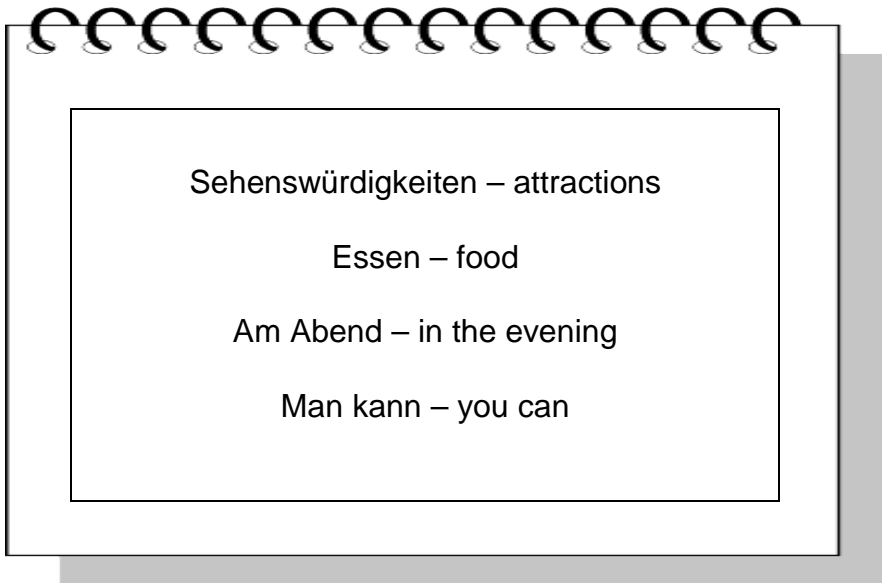 Sehenswürdigkeiten – attractions
Essen – food
Am Abend – in the evening
Man kann – you can